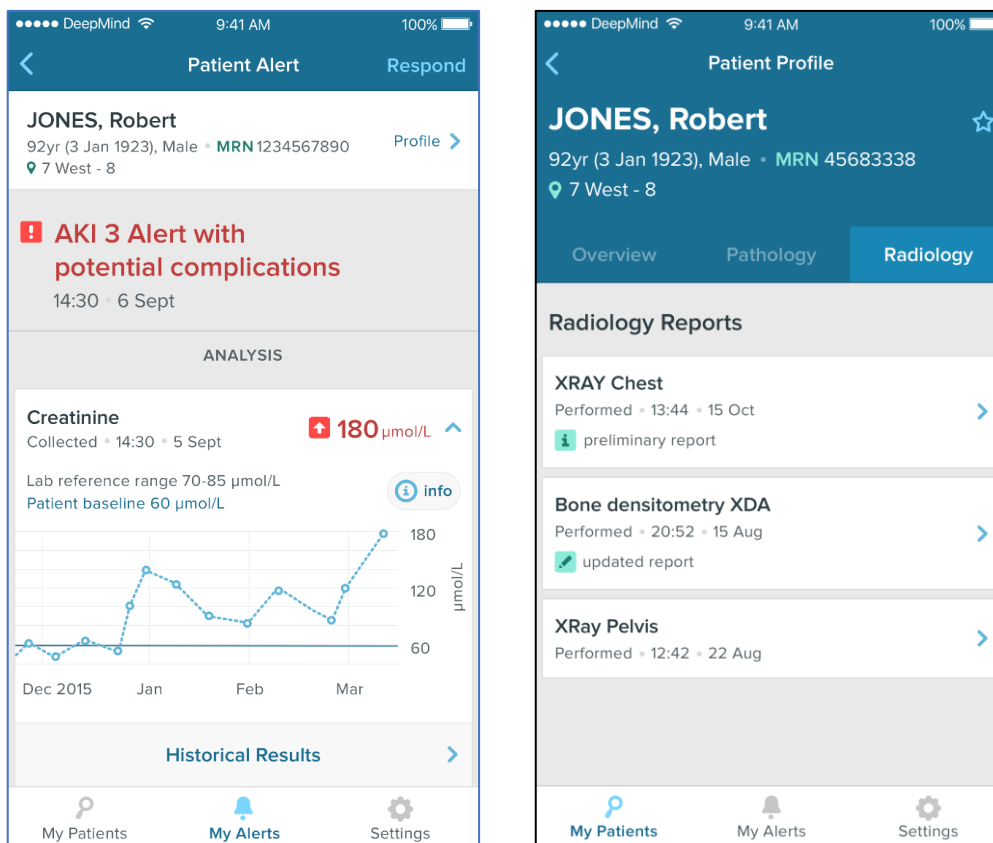 DeepMind 9:41 AM 100%
Patient Alert Respond
JONES, Robert
92yr (3 Jan 1923), Male • MRN 1234567890
7 West - 8
Profile
AKI 3 Alert with
potential complications
14:30 • 6 Sept
ANALYSIS
Creatinine
Collected • 14:30 • 5 Sept
180 µmol/L
Lab reference range 70-85 µmol/L
Patient baseline 60 µmol/L
info
180
120
60
µmol/L
Dec 2015 Jan Feb Mar
Historical Results
My Patients My Alerts Settings
DeepMind 9:41 AM 100%
Patient Profile
JONES, Robert
92yr (3 Jan 1923), Male • MRN 45683338
7 West - 8
Overview Pathology Radiology
Radiology Reports
XRAY Chest
Performed • 13:44 • 15 Oct
preliminary report
Bone densitometry XDA
Performed • 20:52 • 15 Aug
updated report
XRay Pelvis
Performed • 12:42 • 22 Aug
My Patients My Alerts Settings